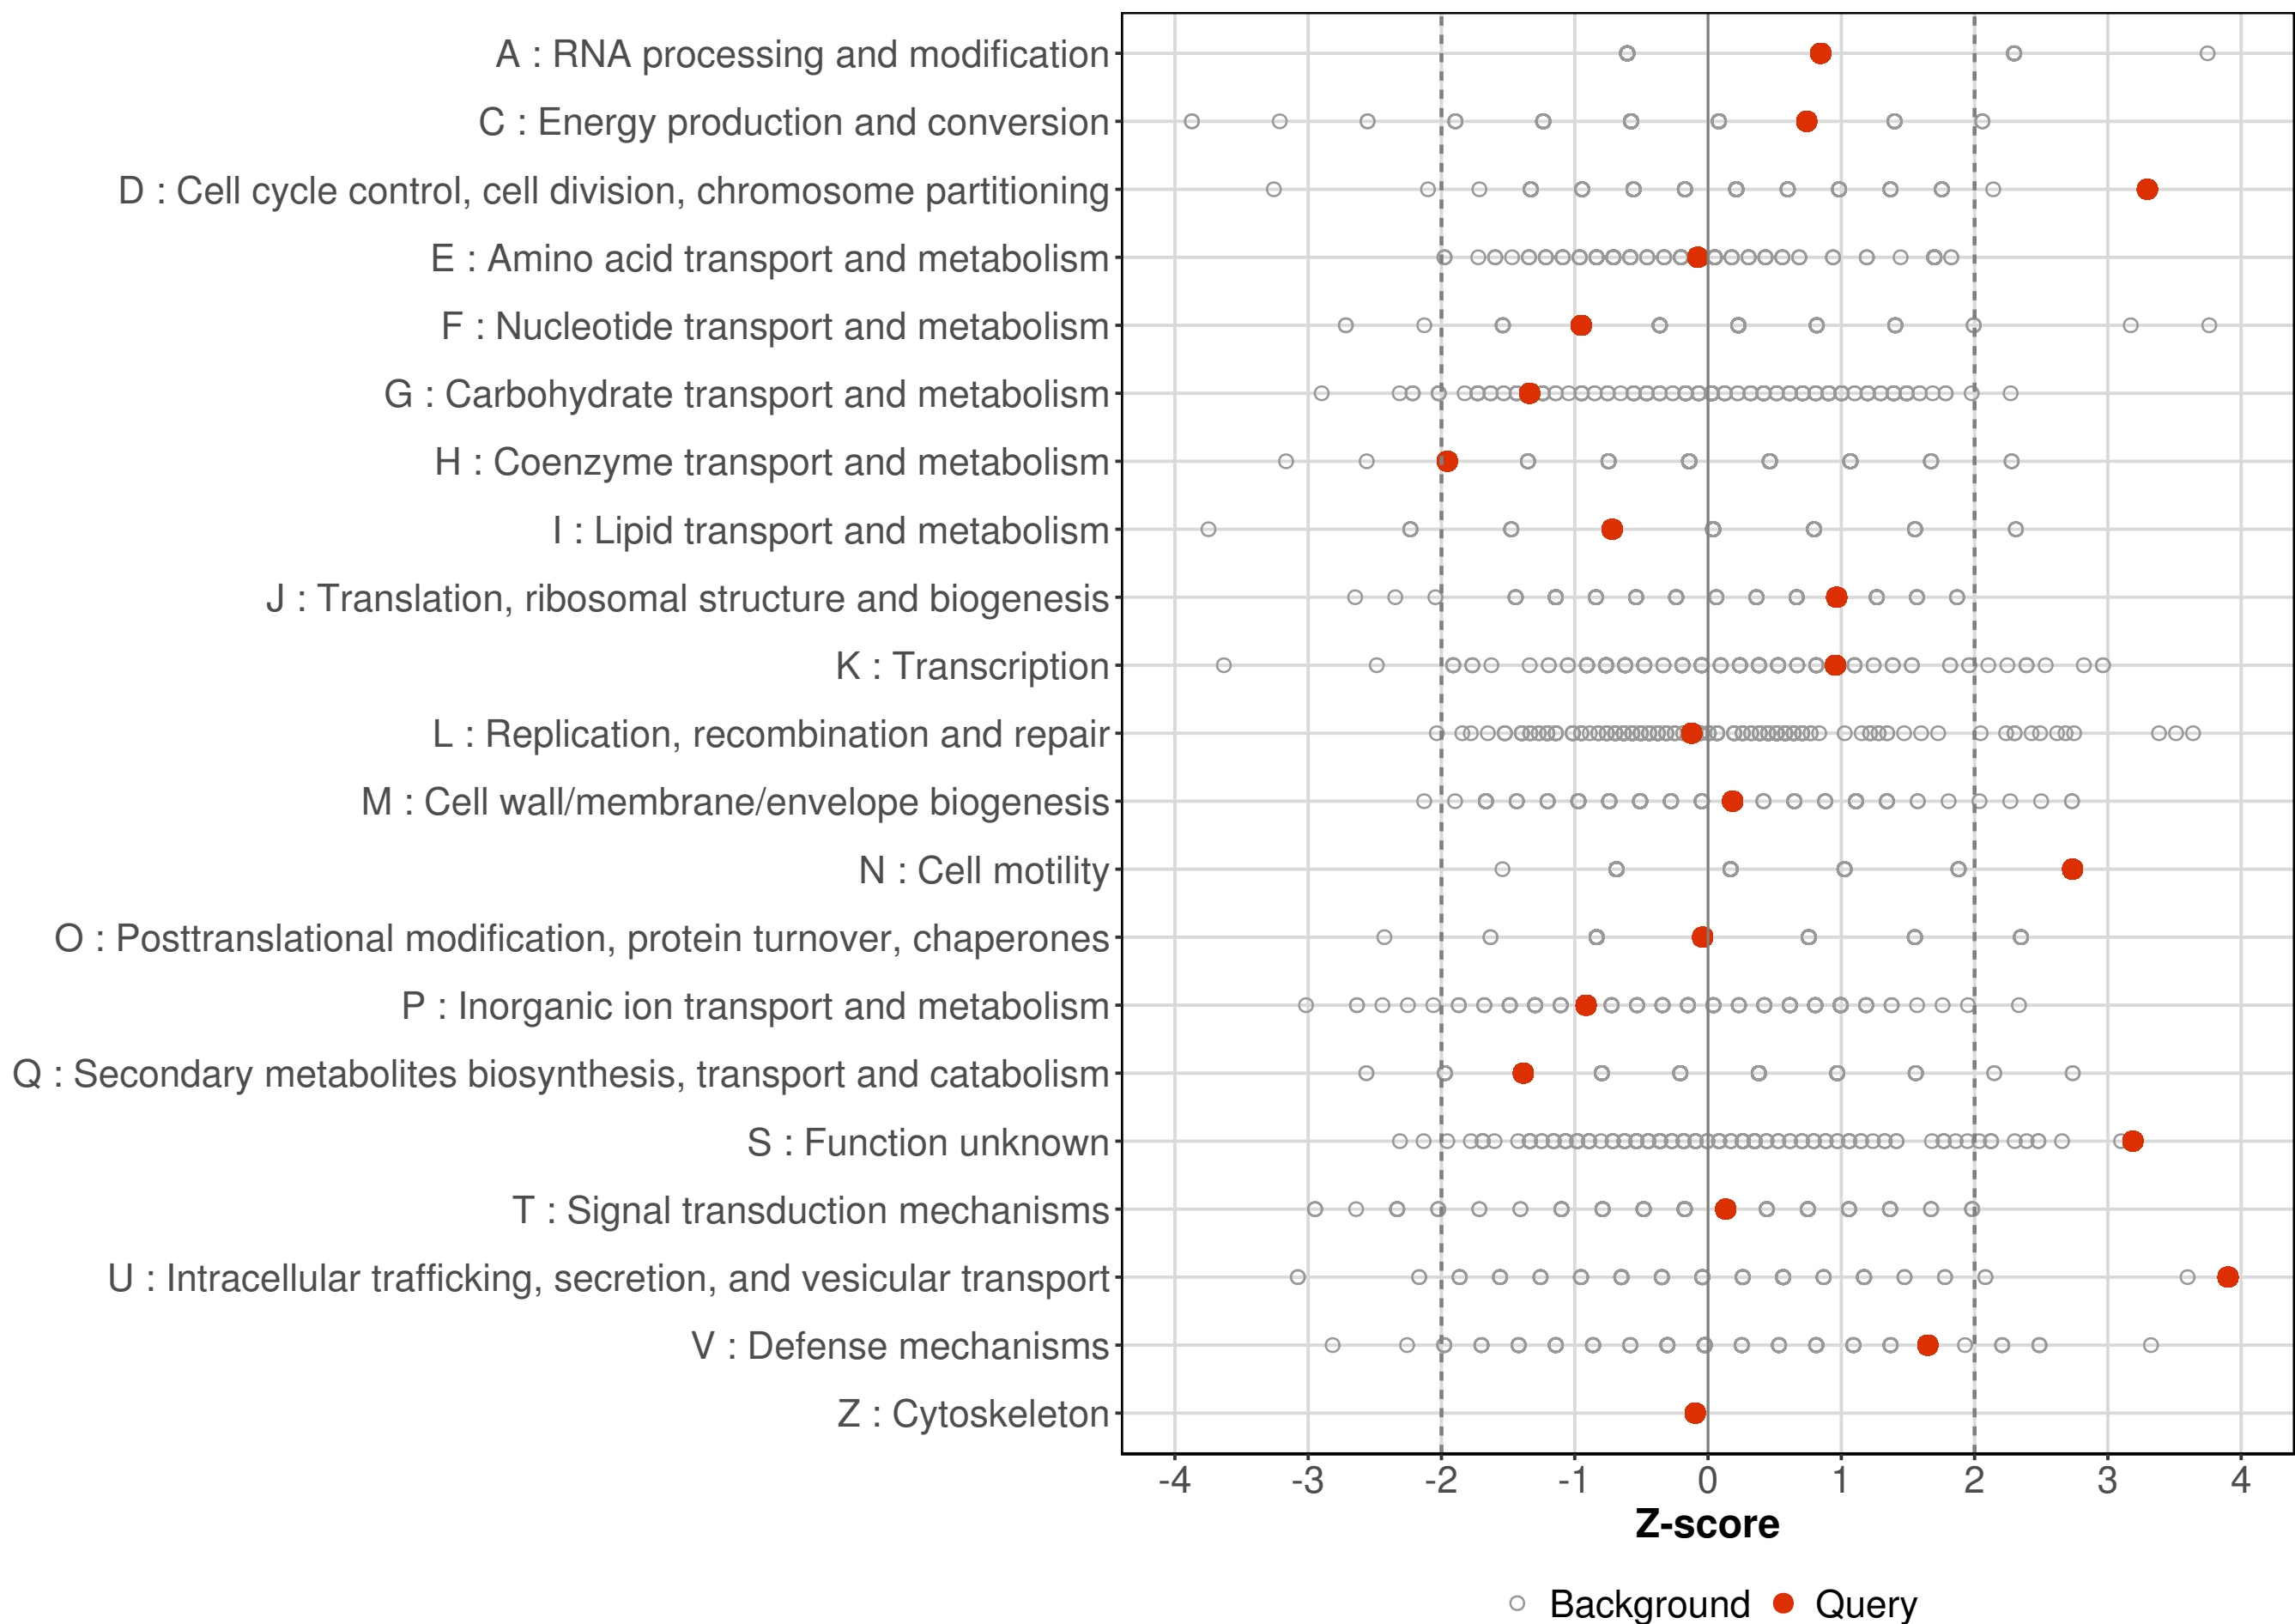 A : RNA processing and modification
C : Energy production and conversion
D : Cell cycle control, cell division, chromosome partitioning
E : Amino acid transport and metabolism
F : Nucleotide transport and metabolism
G : Carbohydrate transport and metabolism
H : Coenzyme transport and metabolism
I : Lipid transport and metabolism
J : Translation, ribosomal structure and biogenesis
K : Transcription
L : Replication, recombination and repair
M : Cell wall/membrane/envelope biogenesis
N : Cell motility
O : Posttranslational modification, protein turnover, chaperones
P : Inorganic ion transport and metabolism
Q : Secondary metabolites biosynthesis, transport and catabolism
S : Function unknown
T : Signal transduction mechanisms
U : Intracellular trafficking, secretion, and vesicular transport
V : Defense mechanisms
Z : Cytoskeleton
-4 -3 -2 -1 0 1 2 3 4
Z-score
Background Query